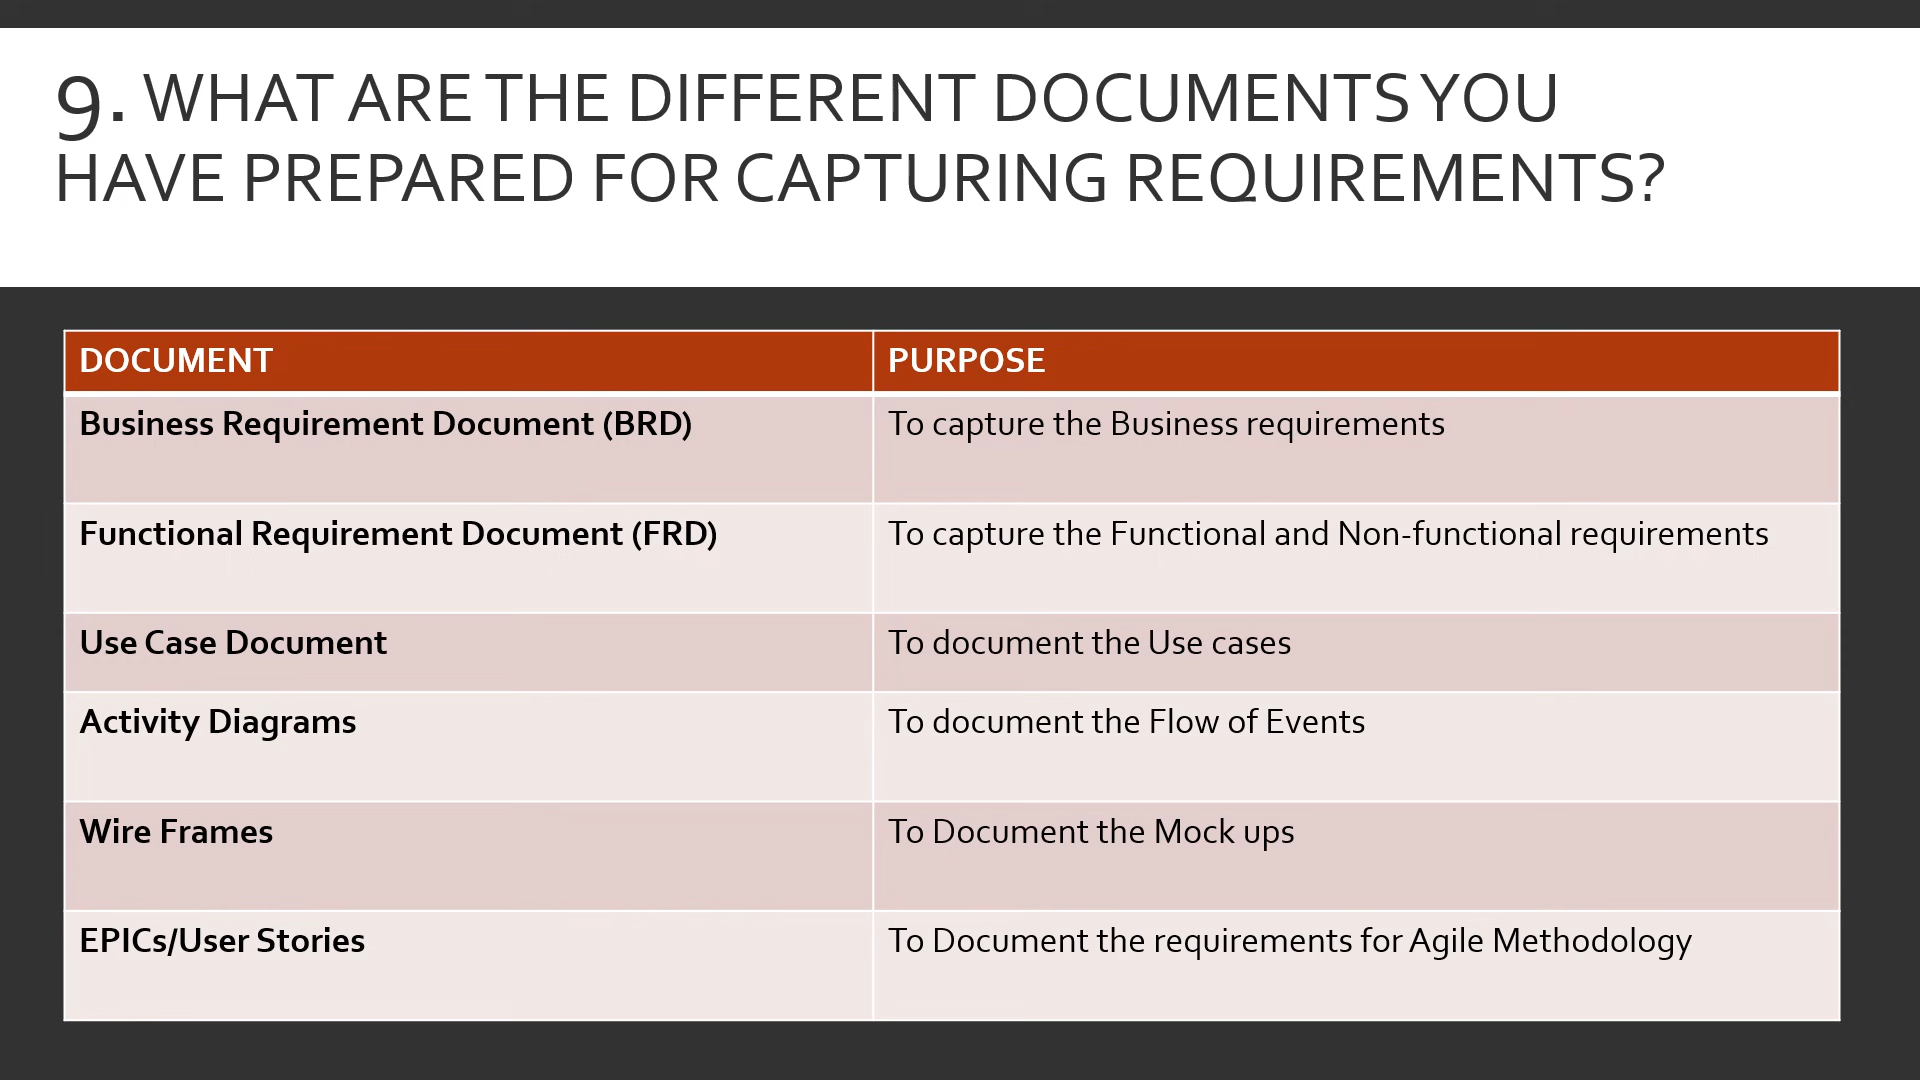 9. WHAT ARE THE DIFFERENT DOCUMENTS YOU
HAVE PREPARED FOR CAPTURING REQUIREMENTS?
DOCUMENT PURPOSE
Business Requirement Document (BRD) To capture the Business requirements
Functional Requirement Document (FRD) To capture the Functional and Non-functional requirements
Use Case Document To document the Use cases
Activity Diagrams To document the Flow of Events
Wire Frames To Document the Mock ups
EPICs/User Stories To Document the requirements for Agile Methodology